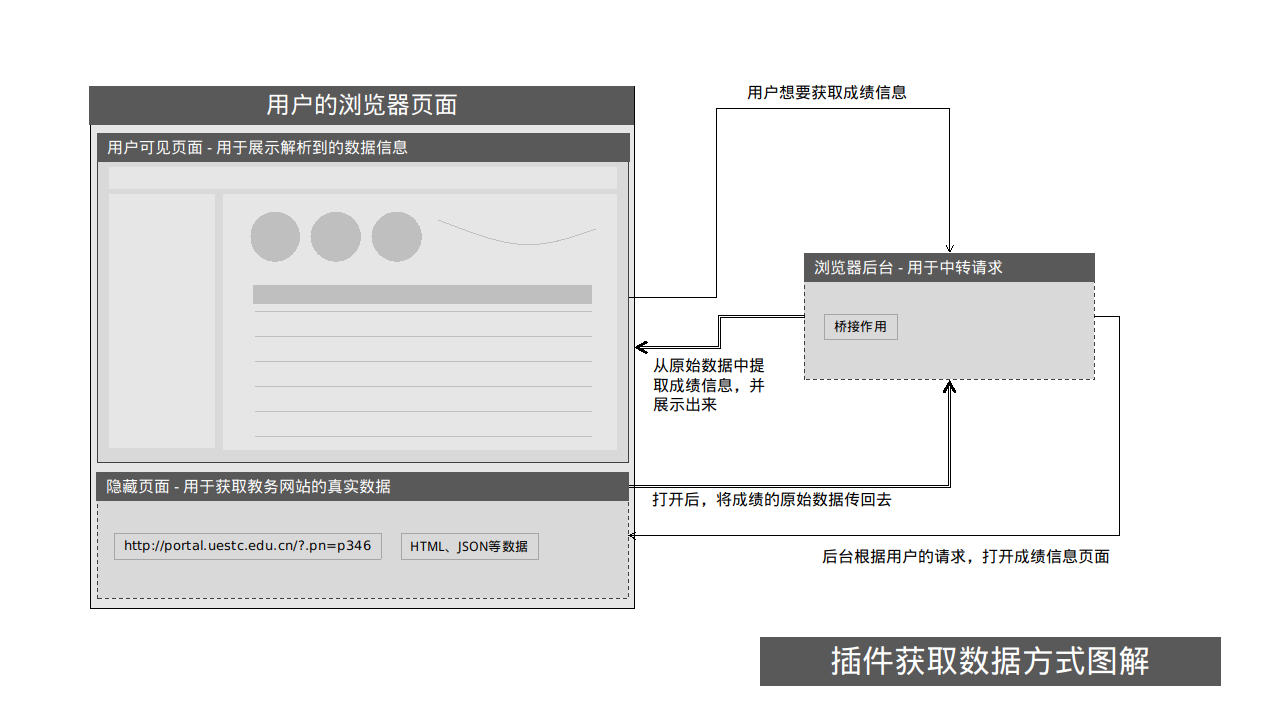 用户的浏览器页面
用户可见页面 - 用于展示解析到的数据信息
用户想要获取成绩信息
浏览器后台 - 用于中转请求
桥接作用
从原始数据中提
取成绩信息，并
展示出来
隐藏页面 - 用于获取教务网站的真实数据
打开后，将成绩的原始数据传回去
http://portal.uestc.edu.cn/?.pn=p346
HTML、JSON等数据
后台根据用户的请求，打开成绩信息页面
插件获取数据方式图解